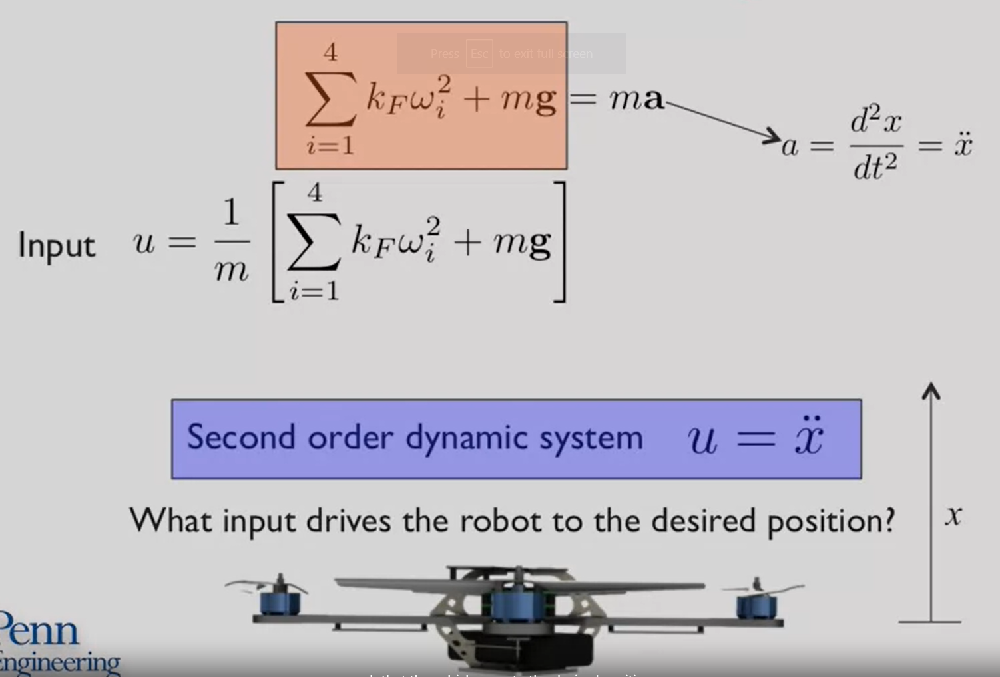 Press Esc to exit full screen
\sum_{i=1}^{4} k_F\omega_i^2 + m\mathbf{g} = m\mathbf{a}
a = \frac{d^2x}{dt^2} = \ddot{x}
Input u = \frac{1}{m} \left[ \sum_{i=1}^{4} k_F\omega_i^2 + m\mathbf{g} \right]
Second order dynamic system u = \ddot{x}
What input drives the robot to the desired position?
x
Penn
Engineering